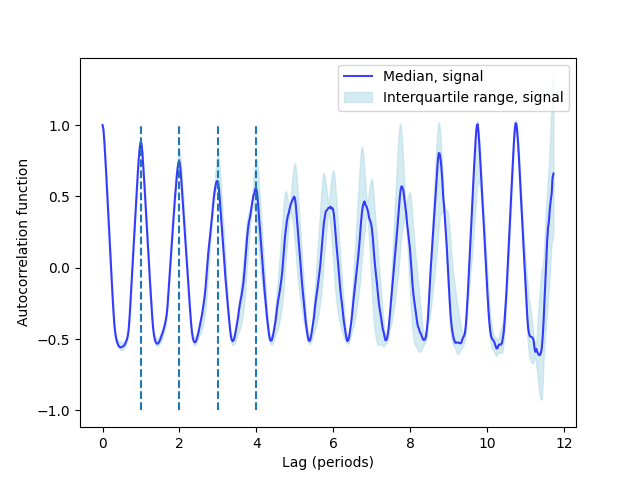 Median, signal
Interquartile range, signal
1.0
0.5
0.0
−0.5
−1.0
Autocorrelation function
0 2 4 6 8 10 12
Lag (periods)